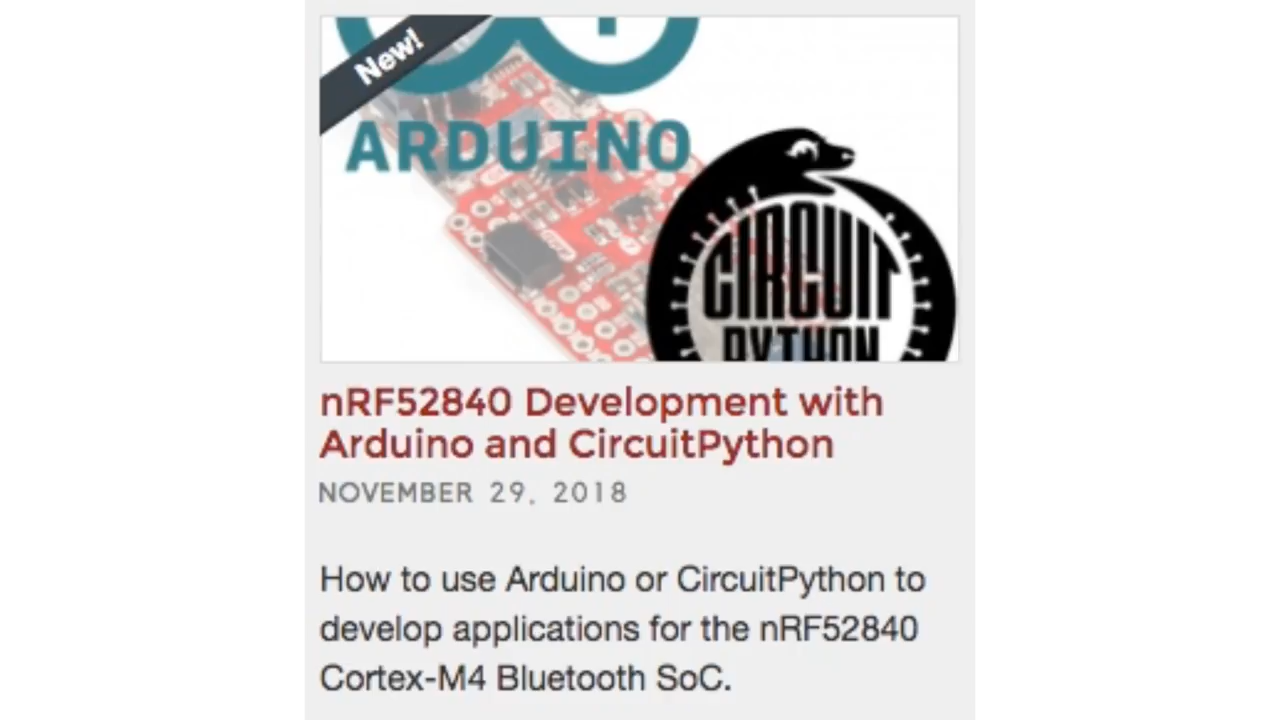 New!
ARDUINO
CIRCUIT
PYTHON
nRF52840 Development with
Arduino and CircuitPython
NOVEMBER 29, 2018
How to use Arduino or CircuitPython to
develop applications for the nRF52840
Cortex-M4 Bluetooth SoC.